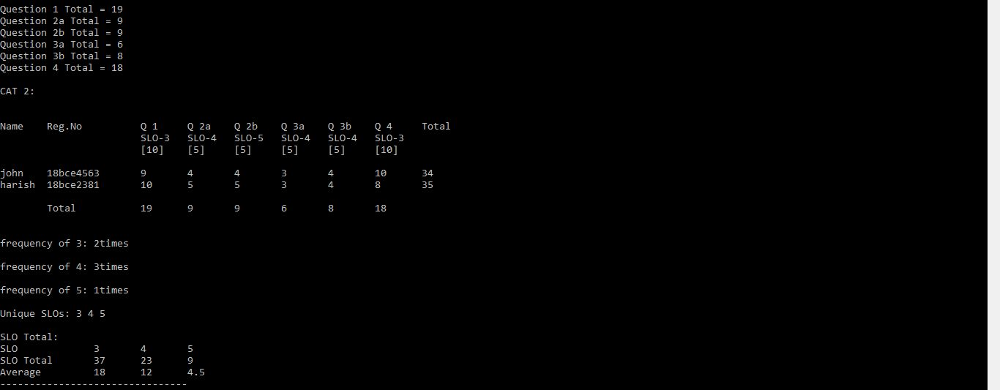 Question 1 Total = 19
Question 2a Total = 9
Question 2b Total = 9
Question 3a Total = 6
Question 3b Total = 8
Question 4 Total = 18
CAT 2:
Name Reg.No Q 1 Q 2a Q 2b Q 3a Q 3b Q 4 Total
SLO-3 SLO-4 SLO-5 SLO-4 SLO-4 SLO-3
[10] [5] [5] [5] [5] [10]
john 18bce4563 9 4 4 3 4 10 34
harish 18bce2381 10 5 5 3 4 8 35
Total 19 9 9 6 8 18
frequency of 3: 2times
frequency of 4: 3times
frequency of 5: 1times
Unique SLOs: 3 4 5
SLO Total:
SLO 3 4 5
SLO Total 37 23 9
Average 18 12 4.5
--------------------------------